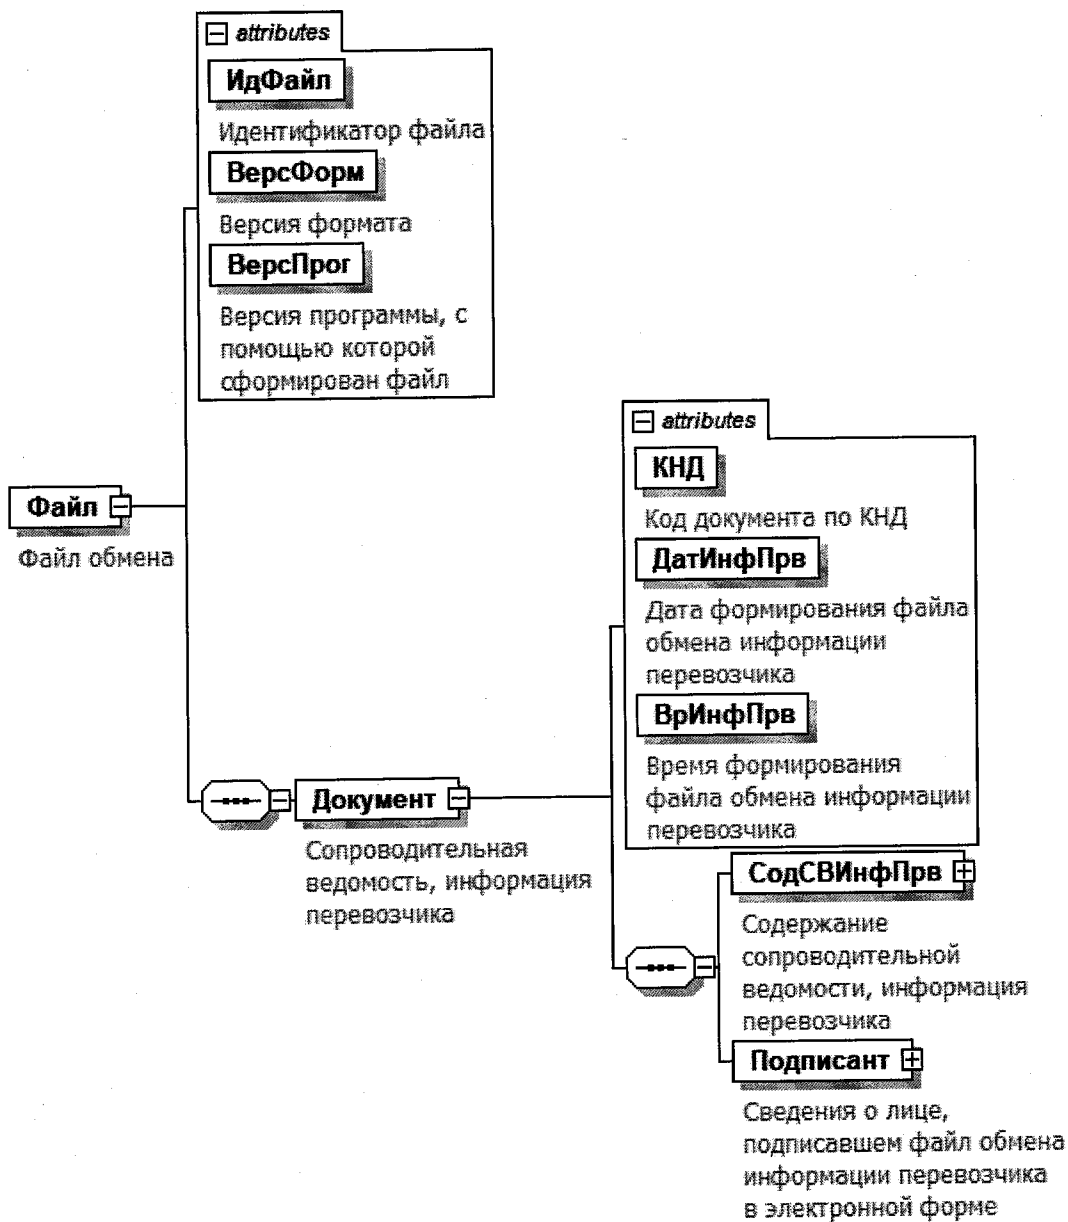 attributes
ИдФайл
Идентификатор файла
ВерсФорм
Версия формата
ВерсПрог
Версия программы, с
помощью которой
сформирован файл
Файл
Файл обмена
Документ
Сопроводительная
ведомость, информация
перевозчика
attributes
КНД
Код документа по КНД
ДатИнфПрв
Дата формирования файла
обмена информации
перевозчика
ВрИнфПрв
Время формирования
файла обмена информации
перевозчика
СодСВИнфПрв
Содержание
сопроводительной
ведомости, информация
перевозчика
Подписант
Сведения о лице,
подписавшем файл обмена
информации перевозчика
в электронной форме